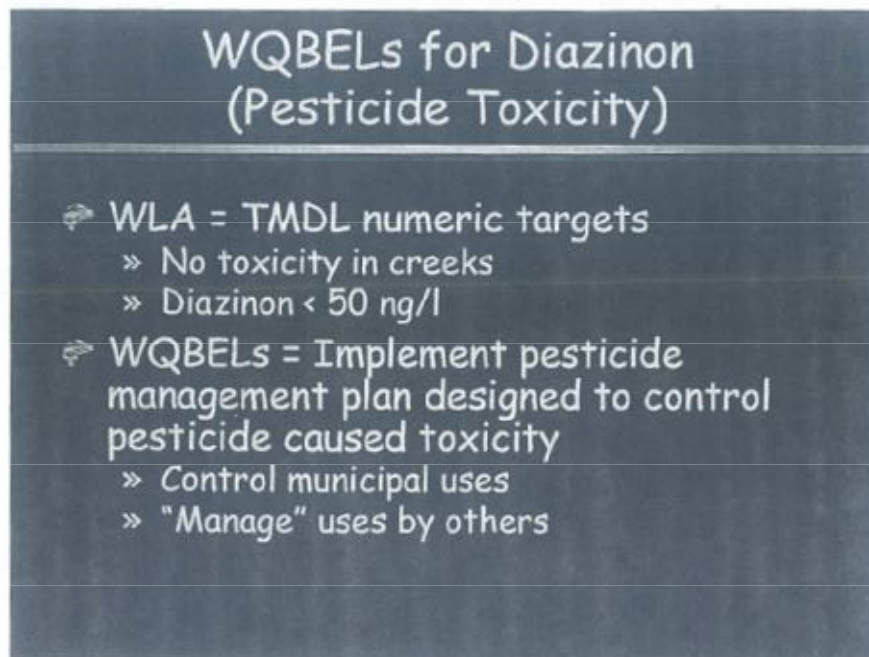 WQBELs for Diazinon
(Pesticide Toxicity)
WLA = TMDL numeric targets
» No toxicity in creeks
» Diazinon < 50 ng/l
WQBELs = Implement pesticide
management plan designed to control
pesticide caused toxicity
» Control municipal uses
» "Manage" uses by others